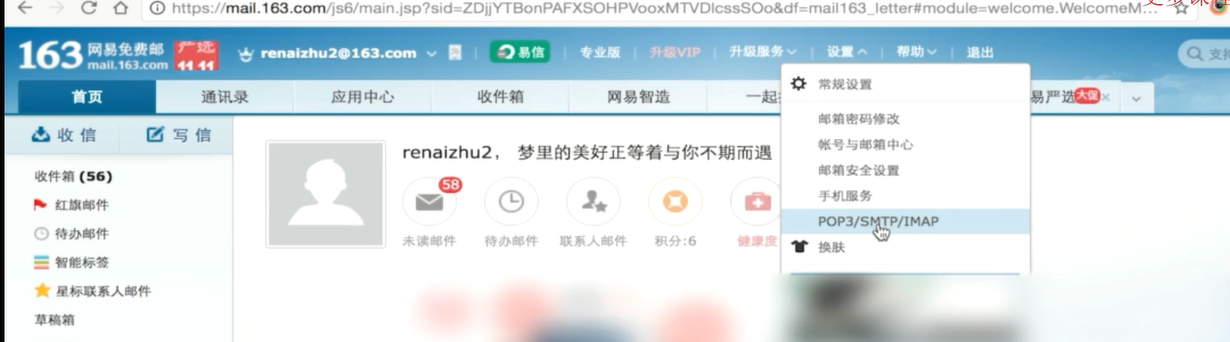 更多课程
https://mail.163.com/js6/main.jsp?sid=ZDjjYTBonPAFXSOHPVooxMTVDlcssSOo&df=mail163_letter#module=welcome.WelcomeM...
163 网易免费邮 mail.163.com 严选 11 11 renaizhu2@163.com 易信 专业版 升级VIP 升级服务 设置 帮助 退出 支持
首页 通讯录 应用中心 收件箱 网易智造 一起 易严选 大促
收信 写信
收件箱 (56)
红旗邮件
待办邮件
智能标签
星标联系人邮件
草稿箱
renaizhu2, 梦里的美好正等着与你不期而遇
58
未读邮件 待办邮件 联系人邮件 积分:6 健康度
常规设置
邮箱密码修改
帐号与邮箱中心
邮箱安全设置
手机服务
POP3/SMTP/IMAP
换肤